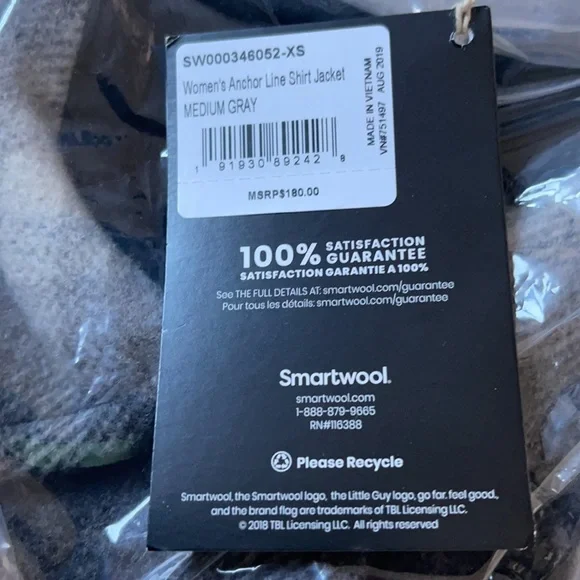 SW000346052-XS
Women's Anchor Line Shirt Jacket
MEDIUM GRAY
1 91930 89242 8
MSRP$180.00
MADE IN VIETNAM
VN#751497 AUG 2019
100% SATISFACTION GUARANTEE
SATISFACTION GARANTIE A 100%
See THE FULL DETAILS AT: smartwool.com/guarantee
Pour tous les détails: smartwool.com/guarantee
Smartwool.
smartwool.com
1-888-879-9665
RN#116388
Please Recycle
Smartwool, the Smartwool logo, the Little Guy logo, go far. feel good.,
and the brand flag are trademarks of TBL Licensing LLC.
© 2018 TBL Licensing LLC. All rights reserved